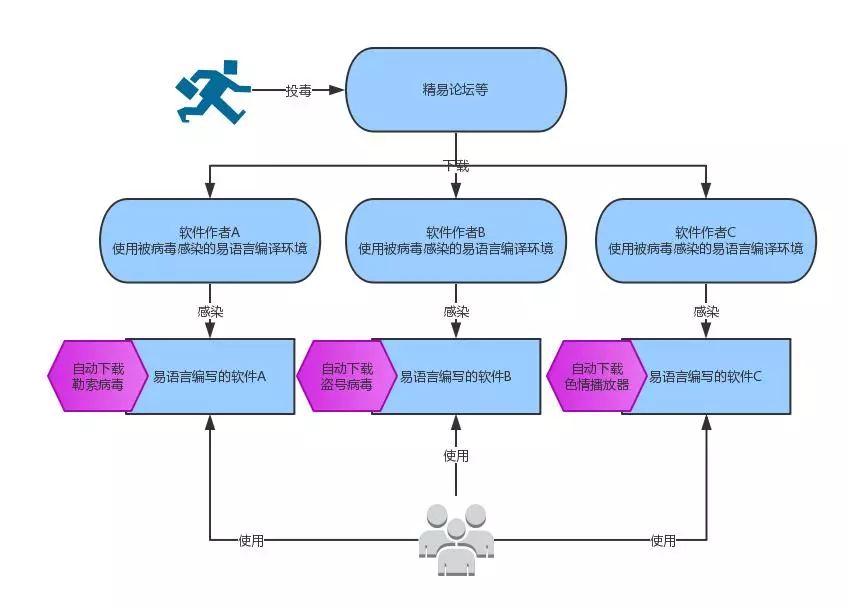 投毒
精易论坛等
下载
软件作者A
使用被病毒感染的易语言编译环境
软件作者B
使用被病毒感染的易语言编译环境
软件作者C
使用被病毒感染的易语言编译环境
感染
感染
感染
自动下载
勒索病毒
易语言编写的软件A
自动下载
盗号病毒
易语言编写的软件B
自动下载
色情播放器
易语言编写的软件C
使用
使用
使用